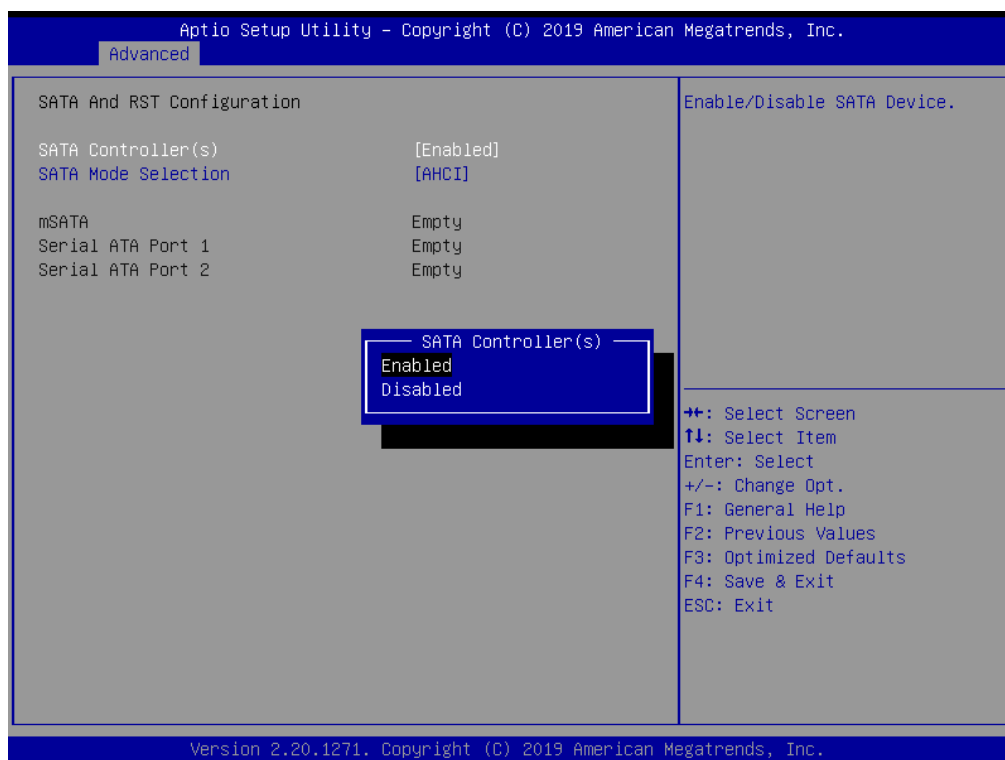 Aptio Setup Utility – Copyright (C) 2019 American Megatrends, Inc.
Advanced
SATA And RST Configuration
SATA Controller(s) [Enabled]
SATA Mode Selection [AHCI]
mSATA Empty
Serial ATA Port 1 Empty
Serial ATA Port 2 Empty
SATA Controller(s)
Enabled
Disabled
Enable/Disable SATA Device.
→←: Select Screen
↑↓: Select Item
Enter: Select
+/-: Change Opt.
F1: General Help
F2: Previous Values
F3: Optimized Defaults
F4: Save & Exit
ESC: Exit
Version 2.20.1271. Copyright (C) 2019 American Megatrends, Inc.